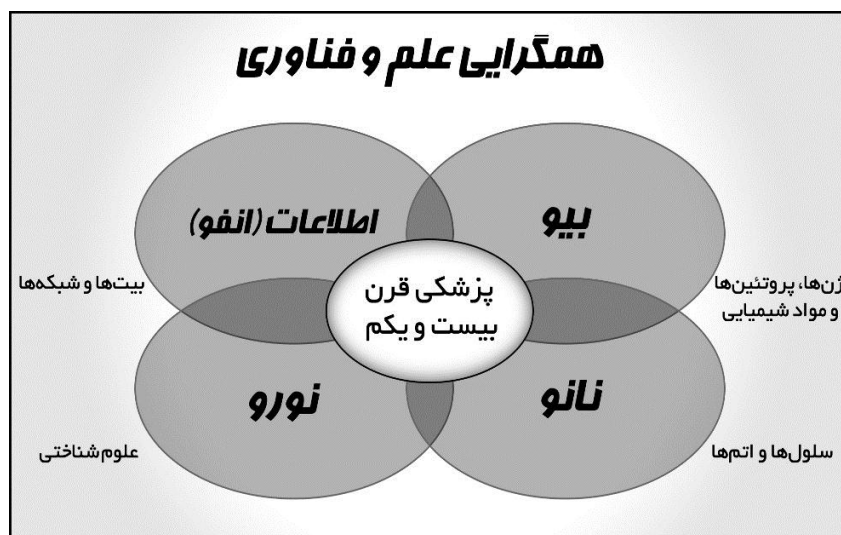 همگرایی علم و فناوری
بیو
اطلاعات (انفو)
ژن‌ها، پروتئین‌ها
و مواد شیمیایی
بیت‌ها و شبکه‌ها
پزشکی قرن
بیست و یکم
نانو
نورو
سلول‌ها و اتم‌ها
علوم شناختی